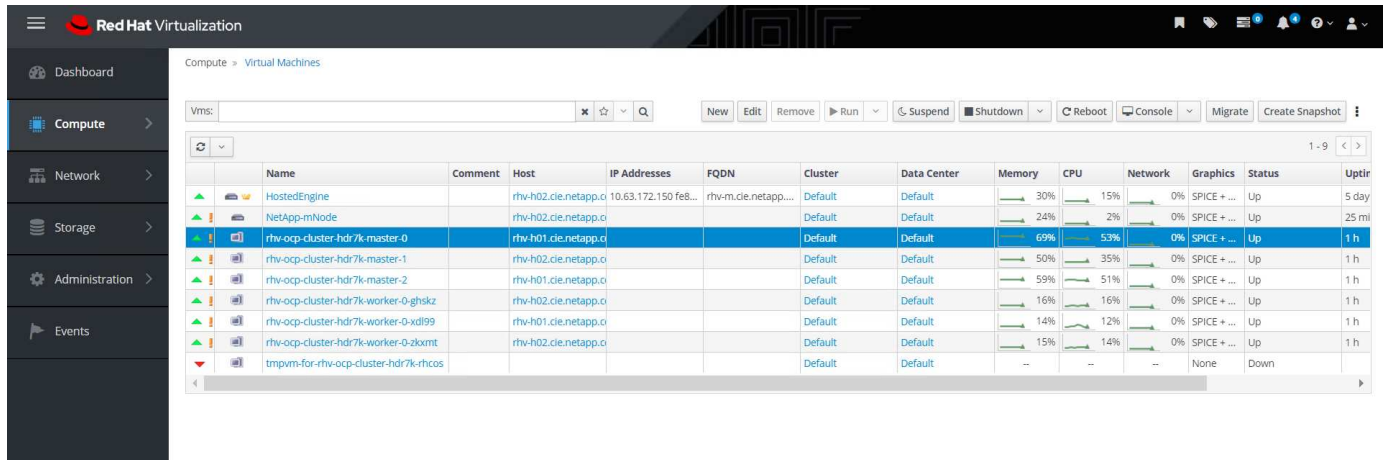 Red Hat Virtualization
0
4
Dashboard
Compute
Network
Storage
Administration
Events
Compute » Virtual Machines
Vms:
New Edit Remove Run Suspend Shutdown Reboot Console Migrate Create Snapshot
1 - 9
Name Comment Host IP Addresses FQDN Cluster Data Center Memory CPU Network Graphics Status Uptim
HostedEngine rhv-h02.cie.netapp.c 10.63.172.150 fe8... rhv-m.cie.netapp.... Default Default 30% 15% 0% SPICE + ... Up 5 day
NetApp-mNode rhv-h02.cie.netapp.c Default Default 24% 2% 0% SPICE + ... Up 25 mi
rhv-ocp-cluster-hdr7k-master-0 rhv-h01.cie.netapp.c Default Default 69% 53% 0% SPICE + ... Up 1 h
rhv-ocp-cluster-hdr7k-master-1 rhv-h02.cie.netapp.c Default Default 50% 35% 0% SPICE + ... Up 1 h
rhv-ocp-cluster-hdr7k-master-2 rhv-h01.cie.netapp.c Default Default 59% 51% 0% SPICE + ... Up 1 h
rhv-ocp-cluster-hdr7k-worker-0-ghskz rhv-h02.cie.netapp.c Default Default 16% 16% 0% SPICE + ... Up 1 h
rhv-ocp-cluster-hdr7k-worker-0-xdl99 rhv-h01.cie.netapp.c Default Default 14% 12% 0% SPICE + ... Up 1 h
rhv-ocp-cluster-hdr7k-worker-0-zkxmt rhv-h02.cie.netapp.c Default Default 15% 14% 0% SPICE + ... Up 1 h
tmpvm-for-rhv-ocp-cluster-hdr7k-rhcos Default Default -- -- -- None Down